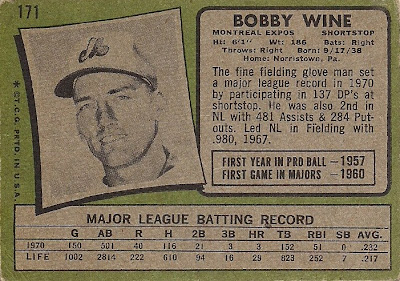 171
BOBBY WINE
MONTREAL EXPOS SHORTSTOP
Ht: 6'1" Wt: 186 Bats: Right
Throws: Right Born: 9/17/38
Home: Norristown, Pa.
The fine fielding glove man set
a major league record in 1970
by participating in 137 DP's at
shortstop. He was also 2nd in
NL with 481 Assists & 284 Put-
outs. Led NL in Fielding with
.980, 1967.
FIRST YEAR IN PRO BALL - 1957
FIRST GAME IN MAJORS - 1960
★ © T.C.G. PRTD. IN U.S.A.
MAJOR LEAGUE BATTING RECORD
G AB R H 2B 3B HR TB RBI SB AVG.
1970 150 501 40 116 21 3 3 152 51 0 .232
LIFE 1002 2814 222 610 94 16 29 823 252 7 .217